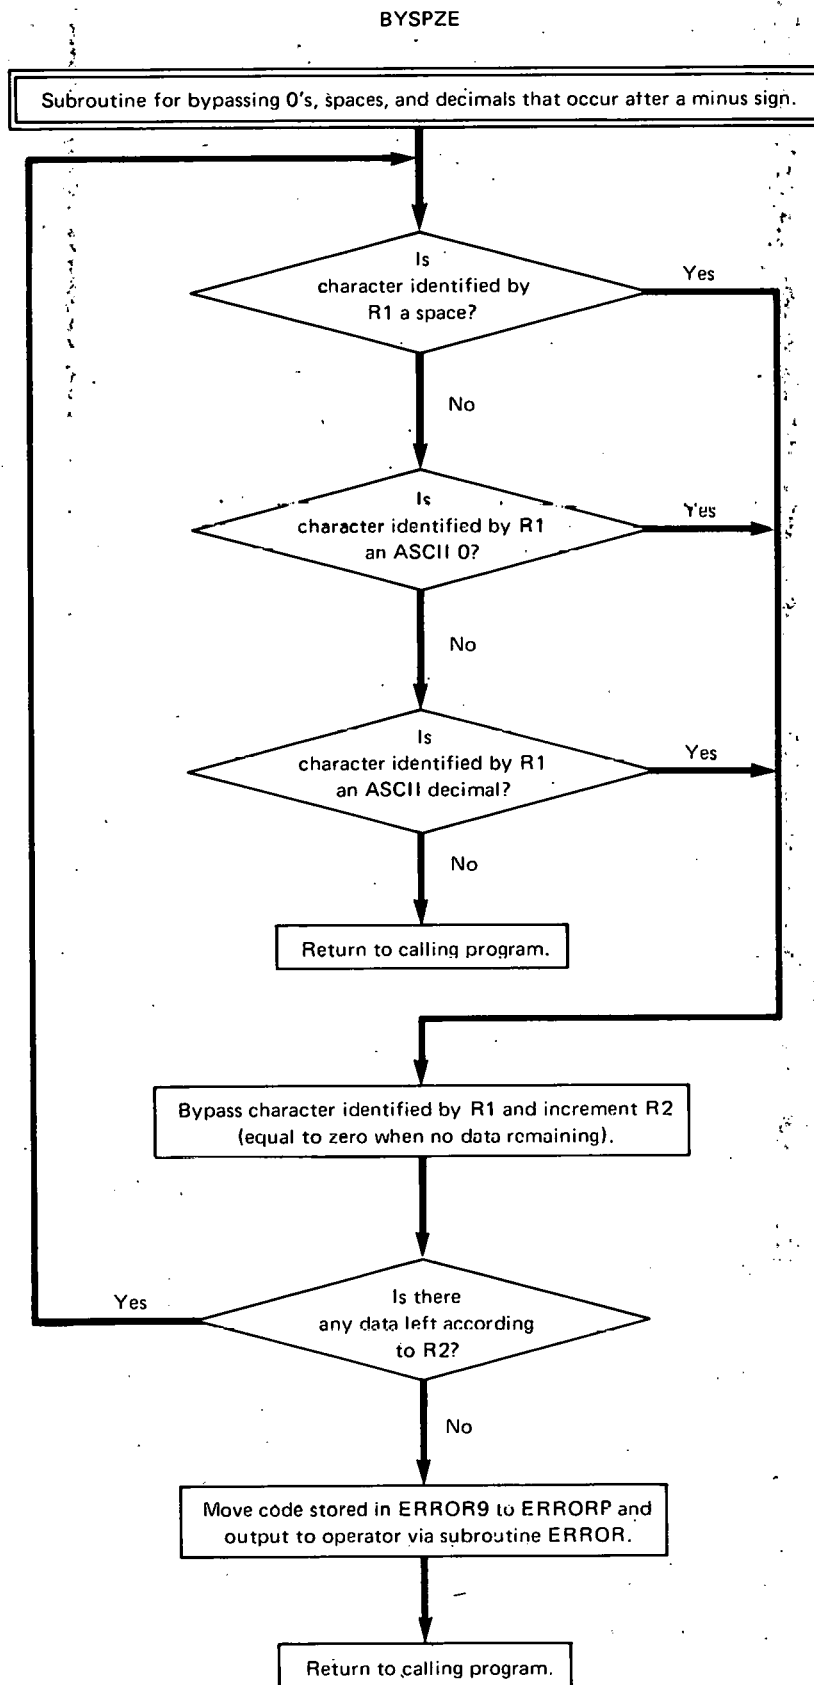 BYSPZE
Subroutine for bypassing 0's, spaces, and decimals that occur after a minus sign.
Is
character identified by
R1 a space?
Yes
No
Is
character identified by R1
an ASCII 0?
Yes
No
Is
character identified by R1
an ASCII decimal?
Yes
No
Return to calling program.
Bypass character identified by R1 and increment R2
(equal to zero when no data remaining).
Is there
any data left according
to R2?
Yes
No
Move code stored in ERROR9 to ERRORP and
output to operator via subroutine ERROR.
Return to calling program.